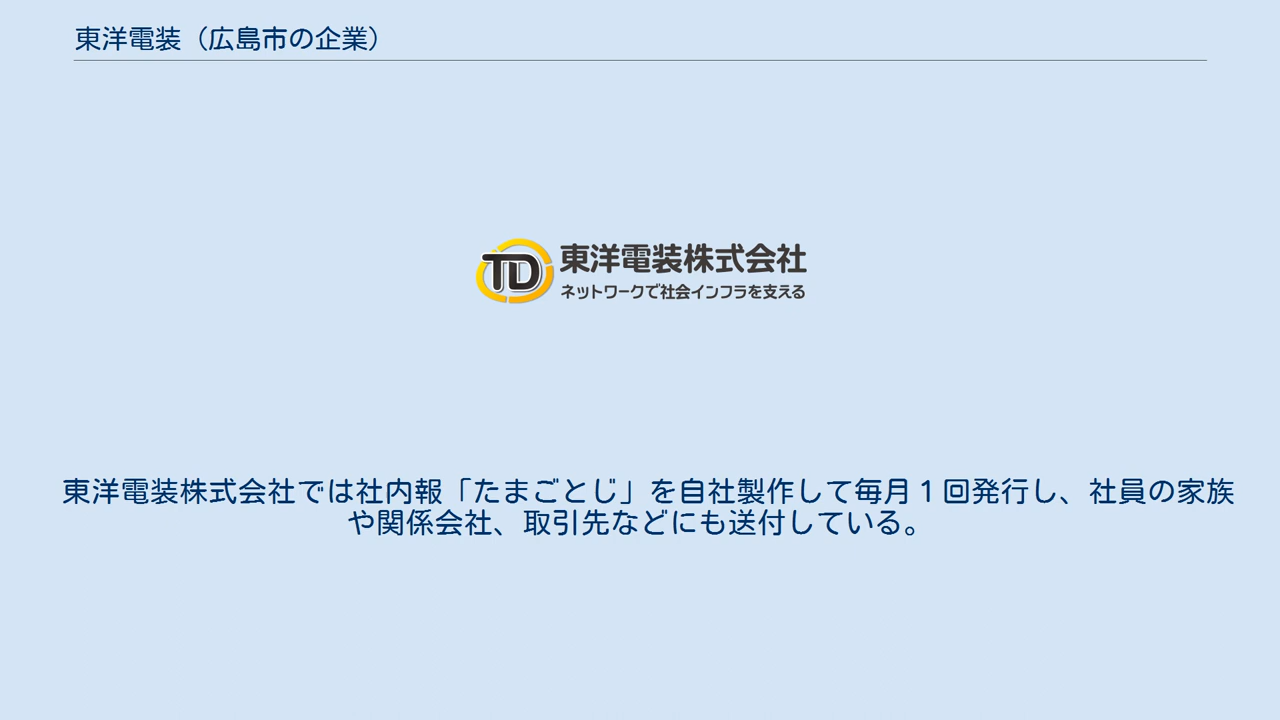 東洋電装（広島市の企業）
TD
東洋電装株式会社
ネットワークで社会インフラを支える
東洋電装株式会社では社内報「たまごとじ」を自社製作して毎月１回発行し、社員の家族
や関係会社、取引先などにも送付している。